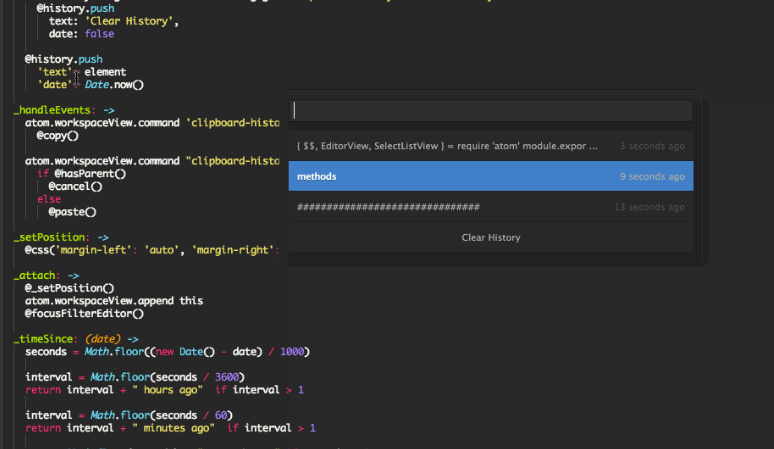 @history.push
text: 'Clear History',
date: false
@history.push
'text': element
'date': Date.now()
_handleEvents: ->
atom.workspaceView.command 'clipboard-histo
@copy()
atom.workspaceView.command "clipboard-histo
if @hasParent()
@cancel()
else
@paste()
_setPosition: ->
@css('margin-left': 'auto', 'margin-right':
_attach: ->
@_setPosition()
atom.workspaceView.append this
@focusFilterEditor()
_timeSince: (date) ->
seconds = Math.floor((new Date() - date) / 1000)
interval = Math.floor(seconds / 3600)
return interval + " hours ago"  if interval > 1
interval = Math.floor(seconds / 60)
return interval + " minutes ago"  if interval > 1
{ $$, EditorView, SelectListView } = require 'atom' module.expor ... 3 seconds ago
methods 9 seconds ago
############################### 13 seconds ago
Clear History